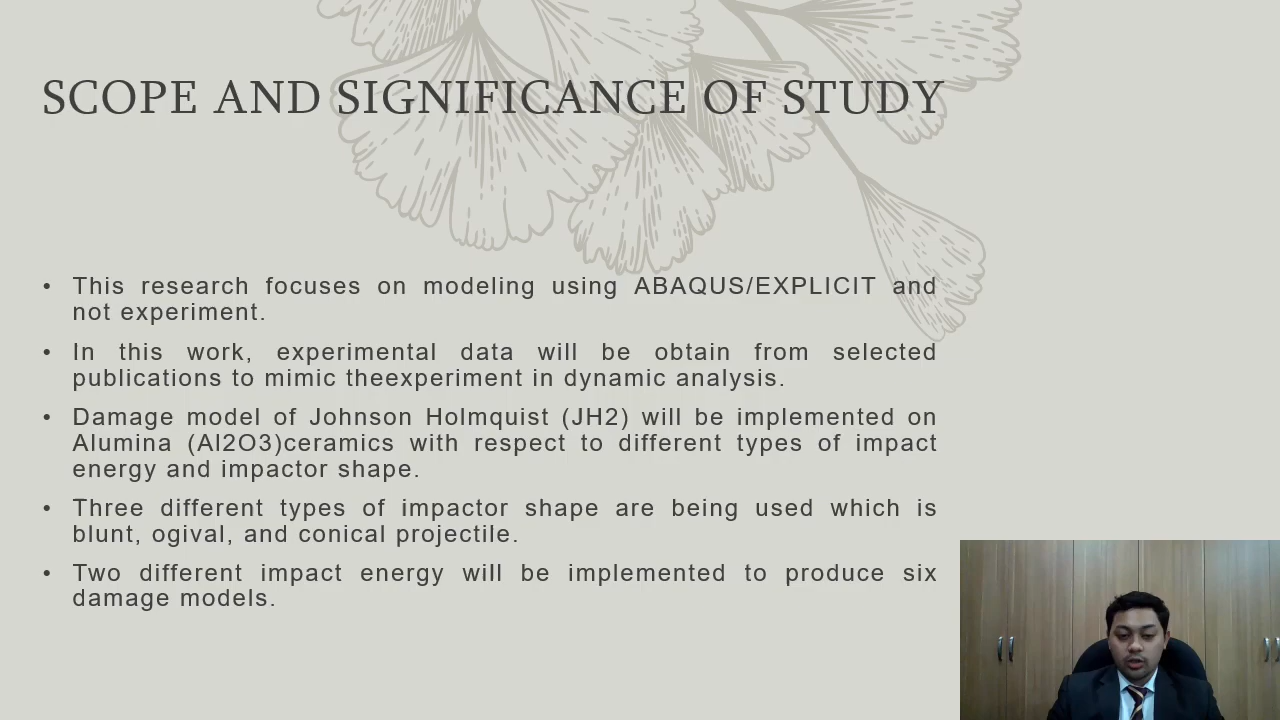 SCOPE AND SIGNIFICANCE OF STUDY
• This research focuses on modeling using ABAQUS/EXPLICIT and
not experiment.
• In this work, experimental data will be obtain from selected
publications to mimic theexperiment in dynamic analysis.
• Damage model of Johnson Holmquist (JH2) will be implemented on
Alumina (Al2O3)ceramics with respect to different types of impact
energy and impactor shape.
• Three different types of impactor shape are being used which is
blunt, ogival, and conical projectile.
• Two different impact energy will be implemented to produce six
damage models.